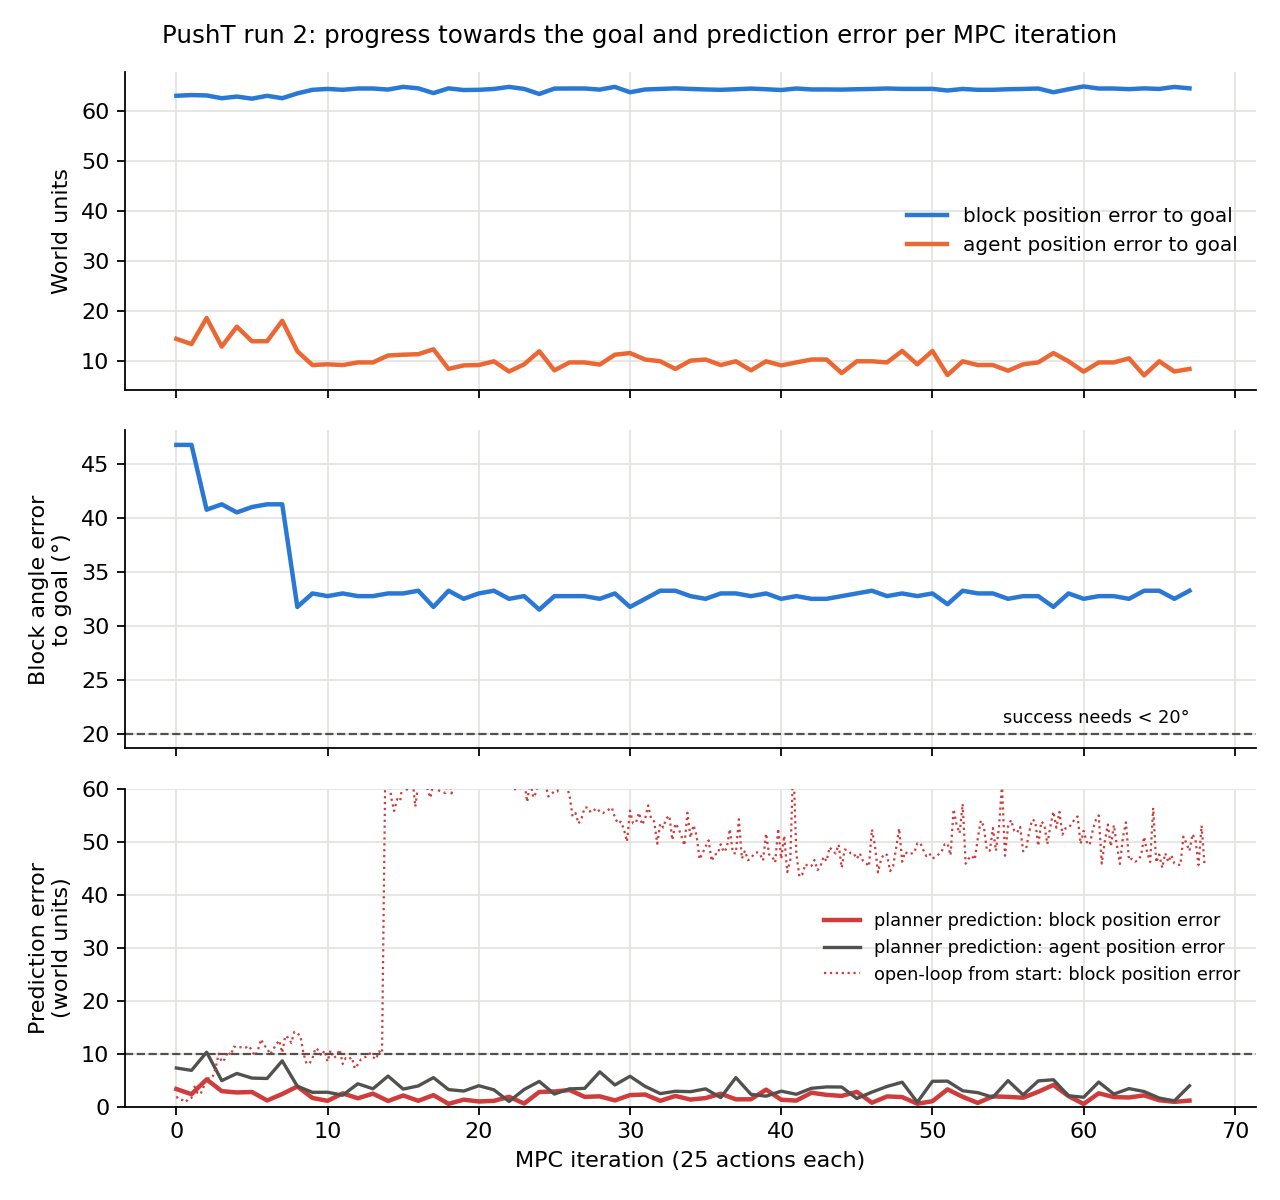 PushT run 2: progress towards the goal and prediction error per MPC iteration
World units
60
50
40
30
20
10
block position error to goal
agent position error to goal
Block angle error
to goal (°)
45
40
35
30
25
20
success needs < 20°
Prediction error
(world units)
60
50
40
30
20
10
0
planner prediction: block position error
planner prediction: agent position error
open-loop from start: block position error
0 10 20 30 40 50 60 70
MPC iteration (25 actions each)